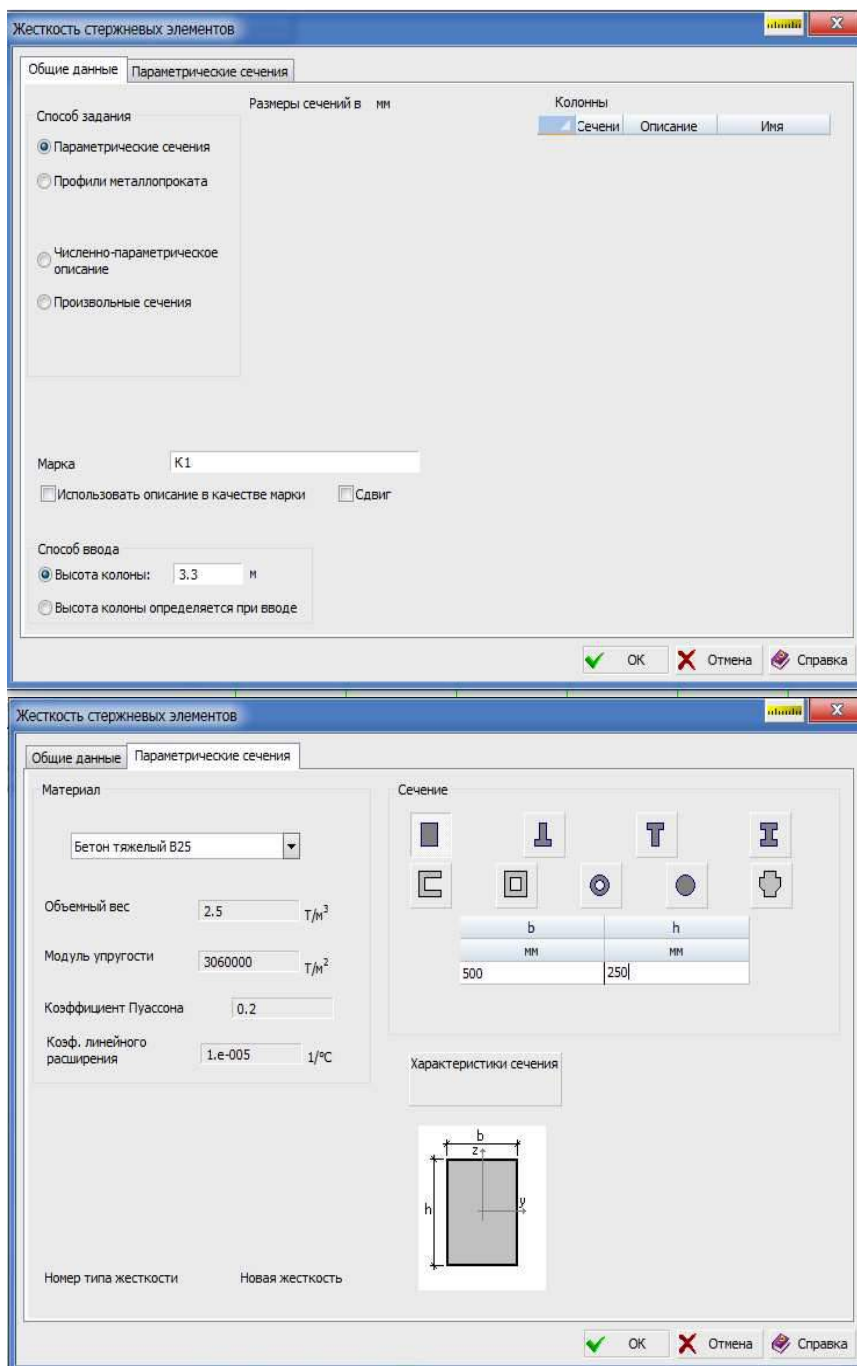 Жесткость стержневых элементов
Общие данные Параметрические сечения
Способ задания
Параметрические сечения
Профили металлопроката
Численно-параметрическое
описание
Произвольные сечения
Размеры сечений в мм
Колонны
Сечени Описание Имя
Марка К1
Использовать описание в качестве марки Сдвиг
Способ ввода
Высота колоны: 3.3 м
Высота колоны определяется при вводе
ОК Отмена Справка
Жесткость стержневых элементов
Общие данные Параметрические сечения
Материал
Бетон тяжелый B25
Объемный вес 2.5 Т/м³
Модуль упругости 3060000 Т/м²
Коэффициент Пуассона 0.2
Коэф. линейного
расширения 1.e-005 1/°C
Сечение
b h
мм мм
500 250
Характеристики сечения
b
z
h
y
Номер типа жесткости Новая жесткость
ОК Отмена Справка